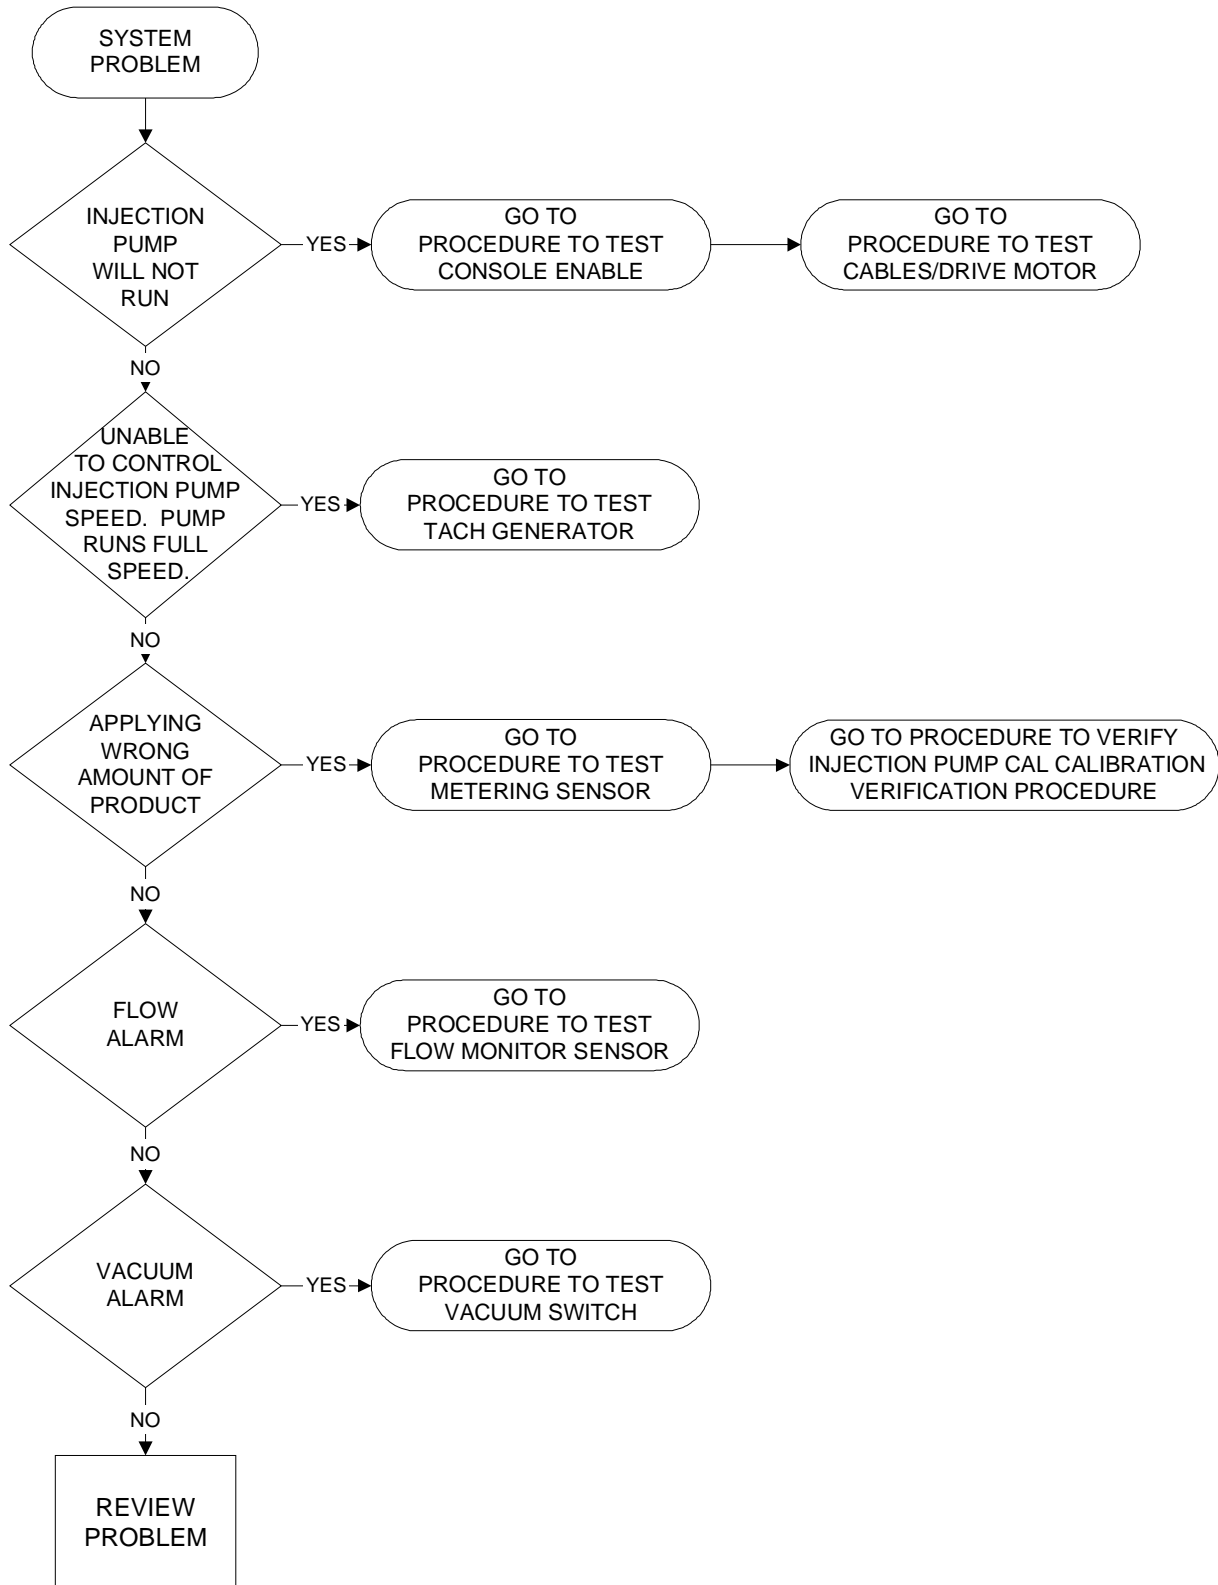 SYSTEM
PROBLEM
INJECTION
PUMP
WILL NOT
RUN
YES
GO TO
PROCEDURE TO TEST
CONSOLE ENABLE
GO TO
PROCEDURE TO TEST
CABLES/DRIVE MOTOR
NO
UNABLE
TO CONTROL
INJECTION PUMP
SPEED.  PUMP
RUNS FULL
SPEED.
YES
GO TO
PROCEDURE TO TEST
TACH GENERATOR
NO
APPLYING
WRONG
AMOUNT OF
PRODUCT
YES
GO TO
PROCEDURE TO TEST
METERING SENSOR
GO TO PROCEDURE TO VERIFY
INJECTION PUMP CAL CALIBRATION
VERIFICATION PROCEDURE
NO
FLOW
ALARM
YES
GO TO
PROCEDURE TO TEST
FLOW MONITOR SENSOR
NO
VACUUM
ALARM
YES
GO TO
PROCEDURE TO TEST
VACUUM SWITCH
NO
REVIEW
PROBLEM